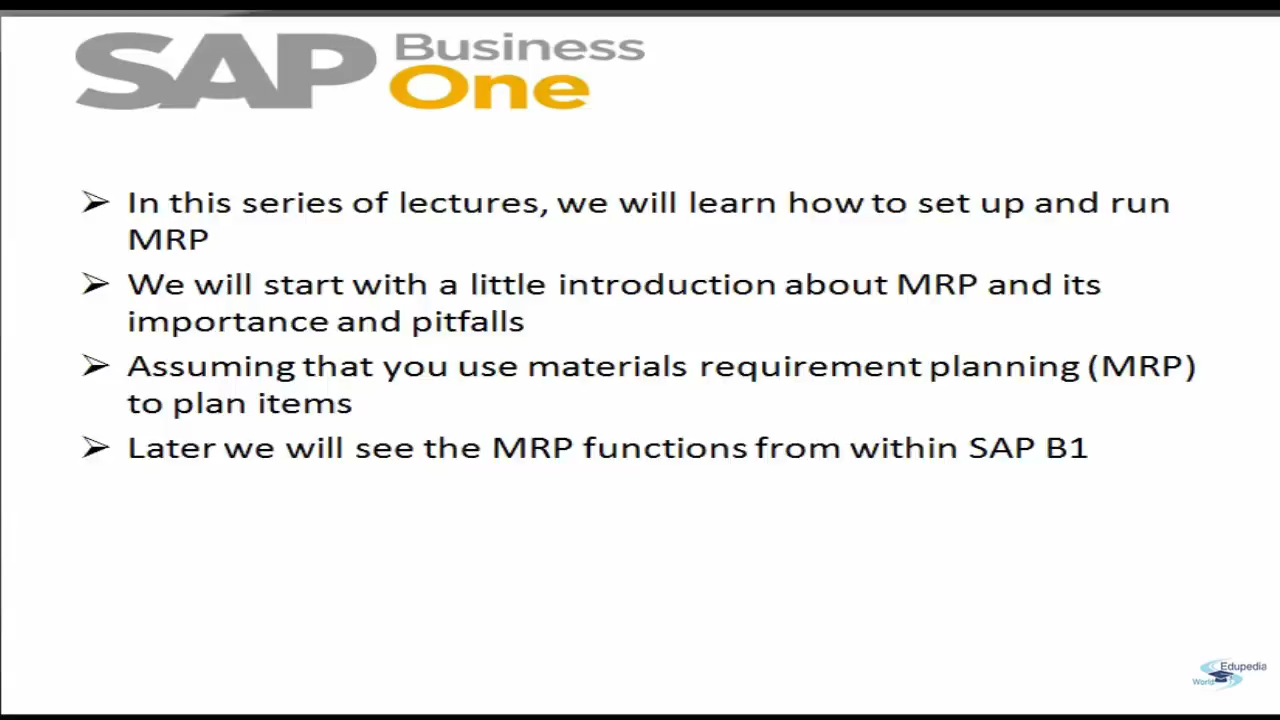 SAP Business One
➢ In this series of lectures, we will learn how to set up and run
MRP
➢ We will start with a little introduction about MRP and its
importance and pitfalls
➢ Assuming that you use materials requirement planning (MRP)
to plan items
➢ Later we will see the MRP functions from within SAP B1
Edupedia
World